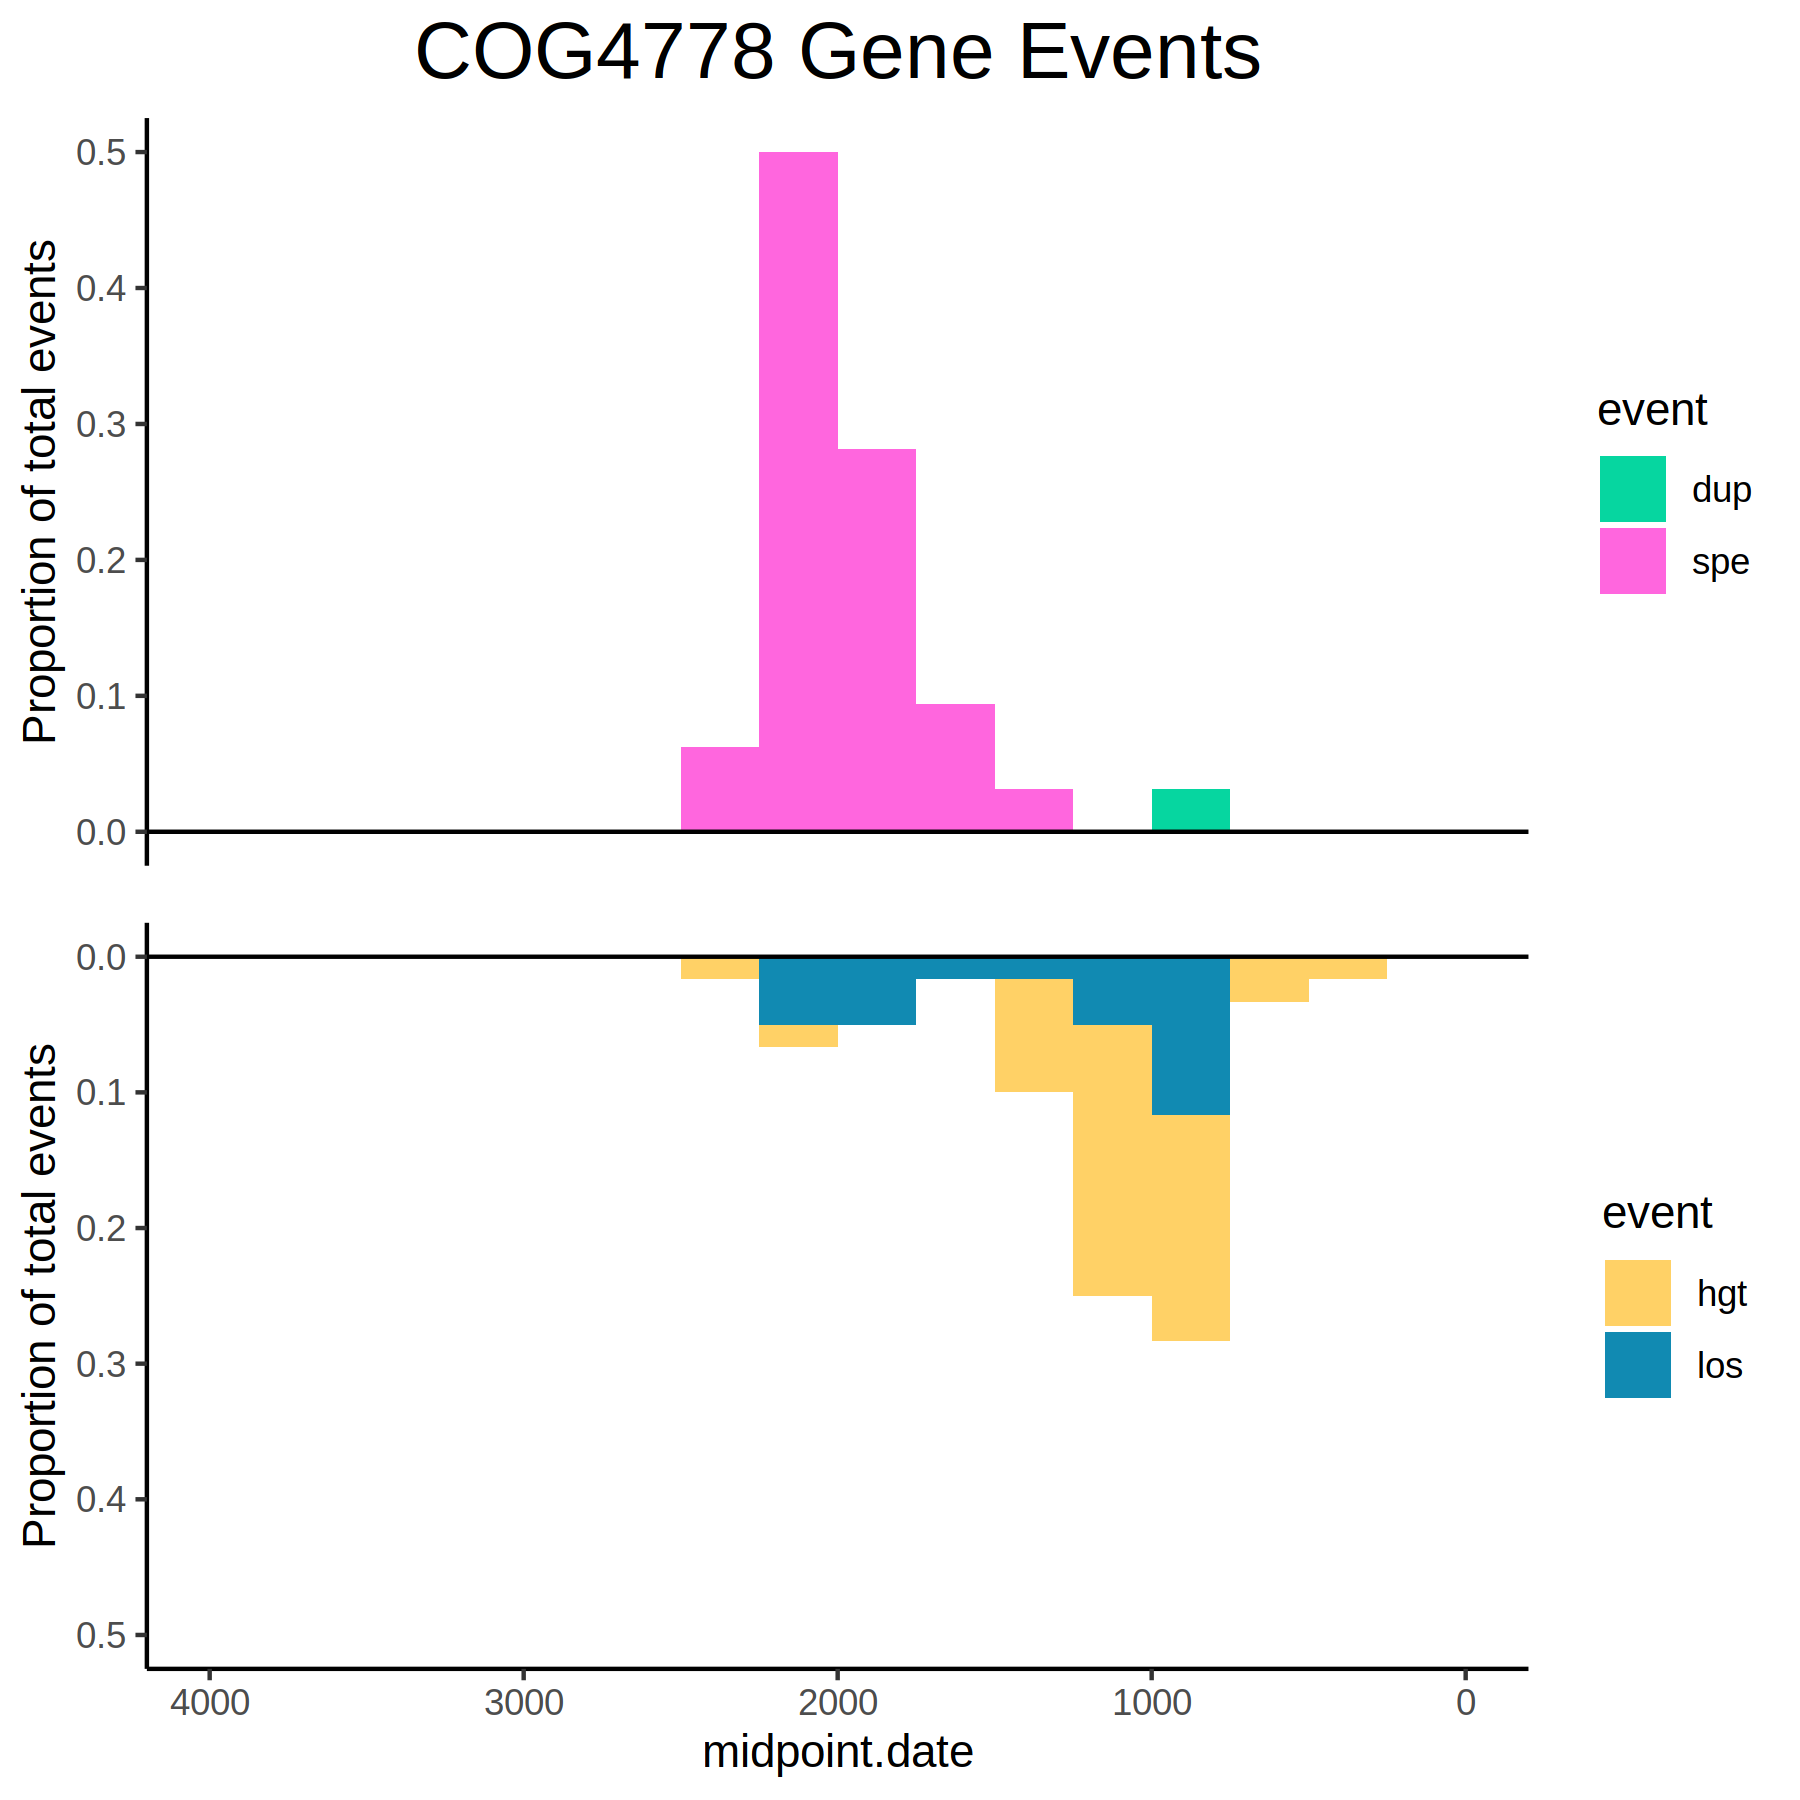 COG4778 Gene Events
Proportion of total events
0.5
0.4
0.3
0.2
0.1
0.0
event
dup
spe
Proportion of total events
0.0
0.1
0.2
0.3
0.4
0.5
event
hgt
los
4000 3000 2000 1000 0
midpoint.date